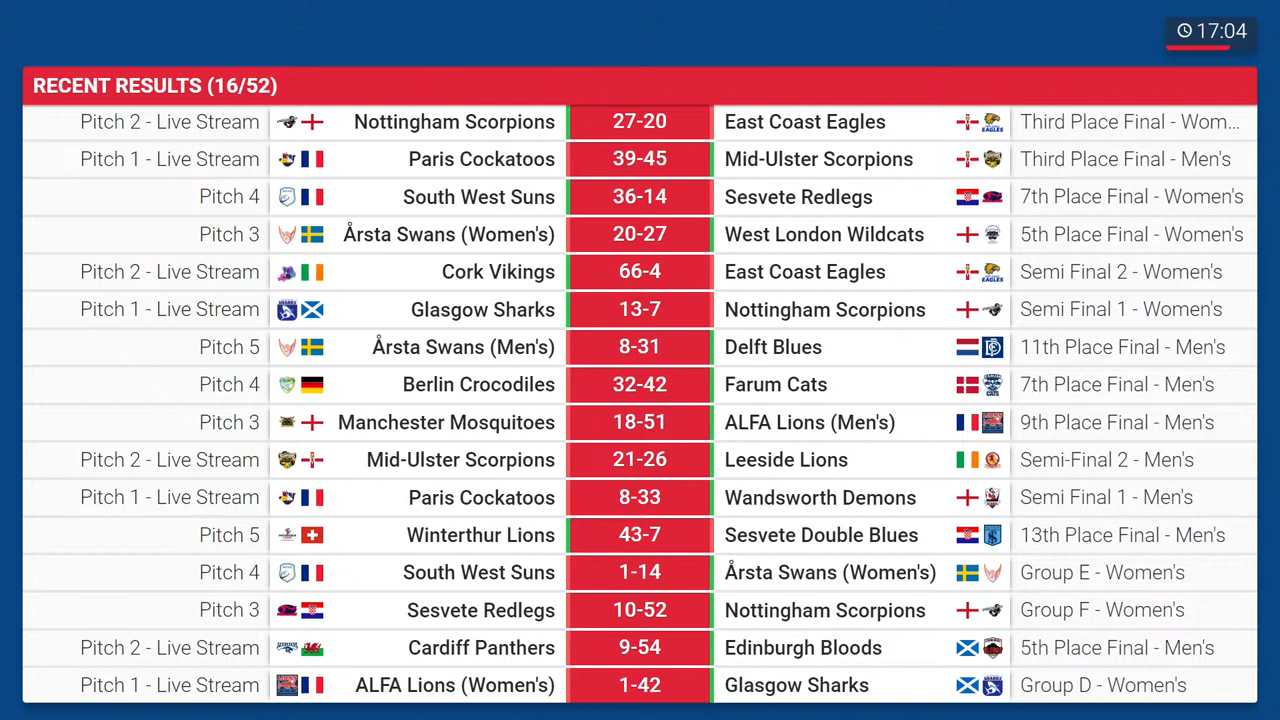 17:04
RECENT RESULTS (16/52)
Pitch 2 - Live Stream Nottingham Scorpions 27-20 East Coast Eagles EAGLES Third Place Final - Wom...
Pitch 1 - Live Stream Paris Cockatoos 39-45 Mid-Ulster Scorpions Third Place Final - Men's
Pitch 4 South West Suns 36-14 Sesvete Redlegs 7th Place Final - Women's
Pitch 3 Årsta Swans (Women's) 20-27 West London Wildcats 5th Place Final - Women's
Pitch 2 - Live Stream Cork Vikings 66-4 East Coast Eagles EAGLES Semi Final 2 - Women's
Pitch 1 - Live Stream SHARKS Glasgow Sharks 13-7 Nottingham Scorpions Semi Final 1 - Women's
Pitch 5 Årsta Swans (Men's) 8-31 Delft Blues 11th Place Final - Men's
Pitch 4 Berlin Crocodiles 32-42 Farum Cats CATS 7th Place Final - Men's
Pitch 3 Manchester Mosquitoes 18-51 ALFA Lions (Men's) 9th Place Final - Men's
Pitch 2 - Live Stream Mid-Ulster Scorpions 21-26 Leeside Lions Semi-Final 2 - Men's
Pitch 1 - Live Stream Paris Cockatoos 8-33 Wandsworth Demons Semi Final 1 - Men's
Pitch 5 Winterthur Lions 43-7 Sesvete Double Blues 13th Place Final - Men's
Pitch 4 South West Suns 1-14 Årsta Swans (Women's) Group E - Women's
Pitch 3 Sesvete Redlegs 10-52 Nottingham Scorpions Group F - Women's
Pitch 2 - Live Stream Cardiff Panthers 9-54 Edinburgh Bloods 5th Place Final - Men's
Pitch 1 - Live Stream ALFA Lions (Women's) 1-42 Glasgow Sharks SHARKS Group D - Women's